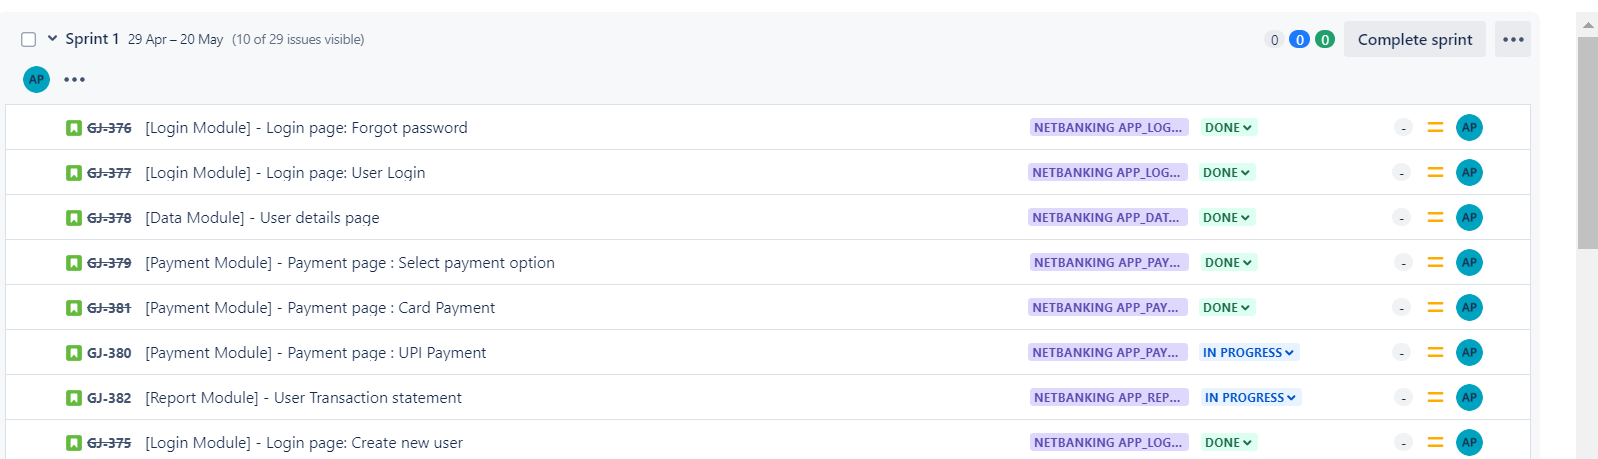 Sprint 1 29 Apr – 20 May (10 of 29 issues visible) 0 0 0 Complete sprint •••
AP •••
GJ-376 [Login Module] - Login page: Forgot password NETBANKING APP_LOG... DONE - AP
GJ-377 [Login Module] - Login page: User Login NETBANKING APP_LOG... DONE - AP
GJ-378 [Data Module] - User details page NETBANKING APP_DAT... DONE - AP
GJ-379 [Payment Module] - Payment page : Select payment option NETBANKING APP_PAY... DONE - AP
GJ-381 [Payment Module] - Payment page : Card Payment NETBANKING APP_PAY... DONE - AP
GJ-380 [Payment Module] - Payment page : UPI Payment NETBANKING APP_PAY... IN PROGRESS - AP
GJ-382 [Report Module] - User Transaction statement NETBANKING APP_REP... IN PROGRESS - AP
GJ-375 [Login Module] - Login page: Create new user NETBANKING APP_LOG... DONE - AP